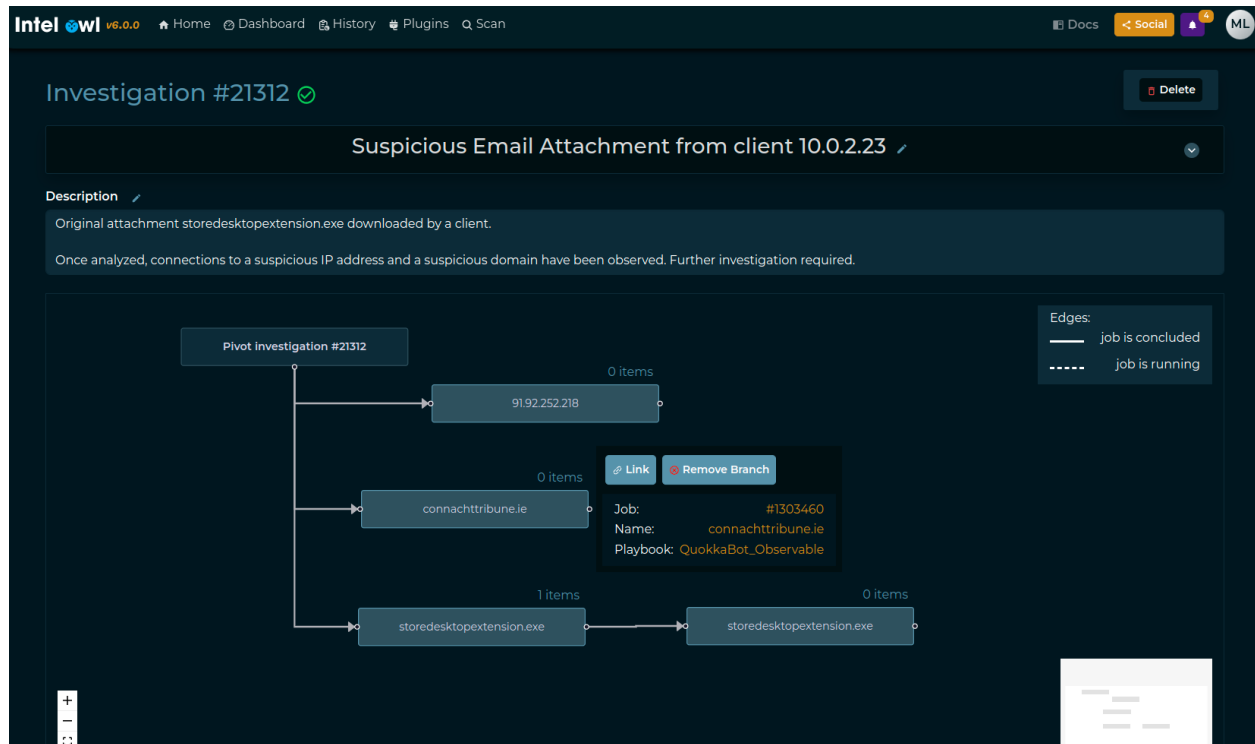 Intel Owl v6.0.0 Home Dashboard History Plugins Scan Docs Social 4 ML
Investigation #21312 Delete
Suspicious Email Attachment from client 10.0.2.23
Description
Original attachment storedesktopextension.exe downloaded by a client.
Once analyzed, connections to a suspicious IP address and a suspicious domain have been observed. Further investigation required.
Edges:
job is concluded
job is running
Pivot investigation #21312
0 items
91.92.252.218
0 items
connachttribune.ie
Link Remove Branch
Job: #1303460
Name: connachttribune.ie
Playbook: QuokkaBot_Observable
1 items
storedesktopextension.exe
0 items
storedesktopextension.exe
+
−